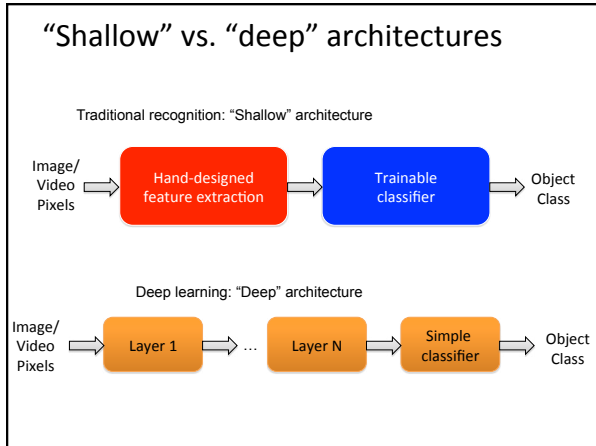 “Shallow” vs. “deep” architectures
Traditional recognition: “Shallow” architecture
Image/
Video
Pixels
Hand-designed
feature extraction
Trainable
classifier
Object
Class
Deep learning: “Deep” architecture
Image/
Video
Pixels
Layer 1
…
Layer N
Simple
classifier
Object
Class